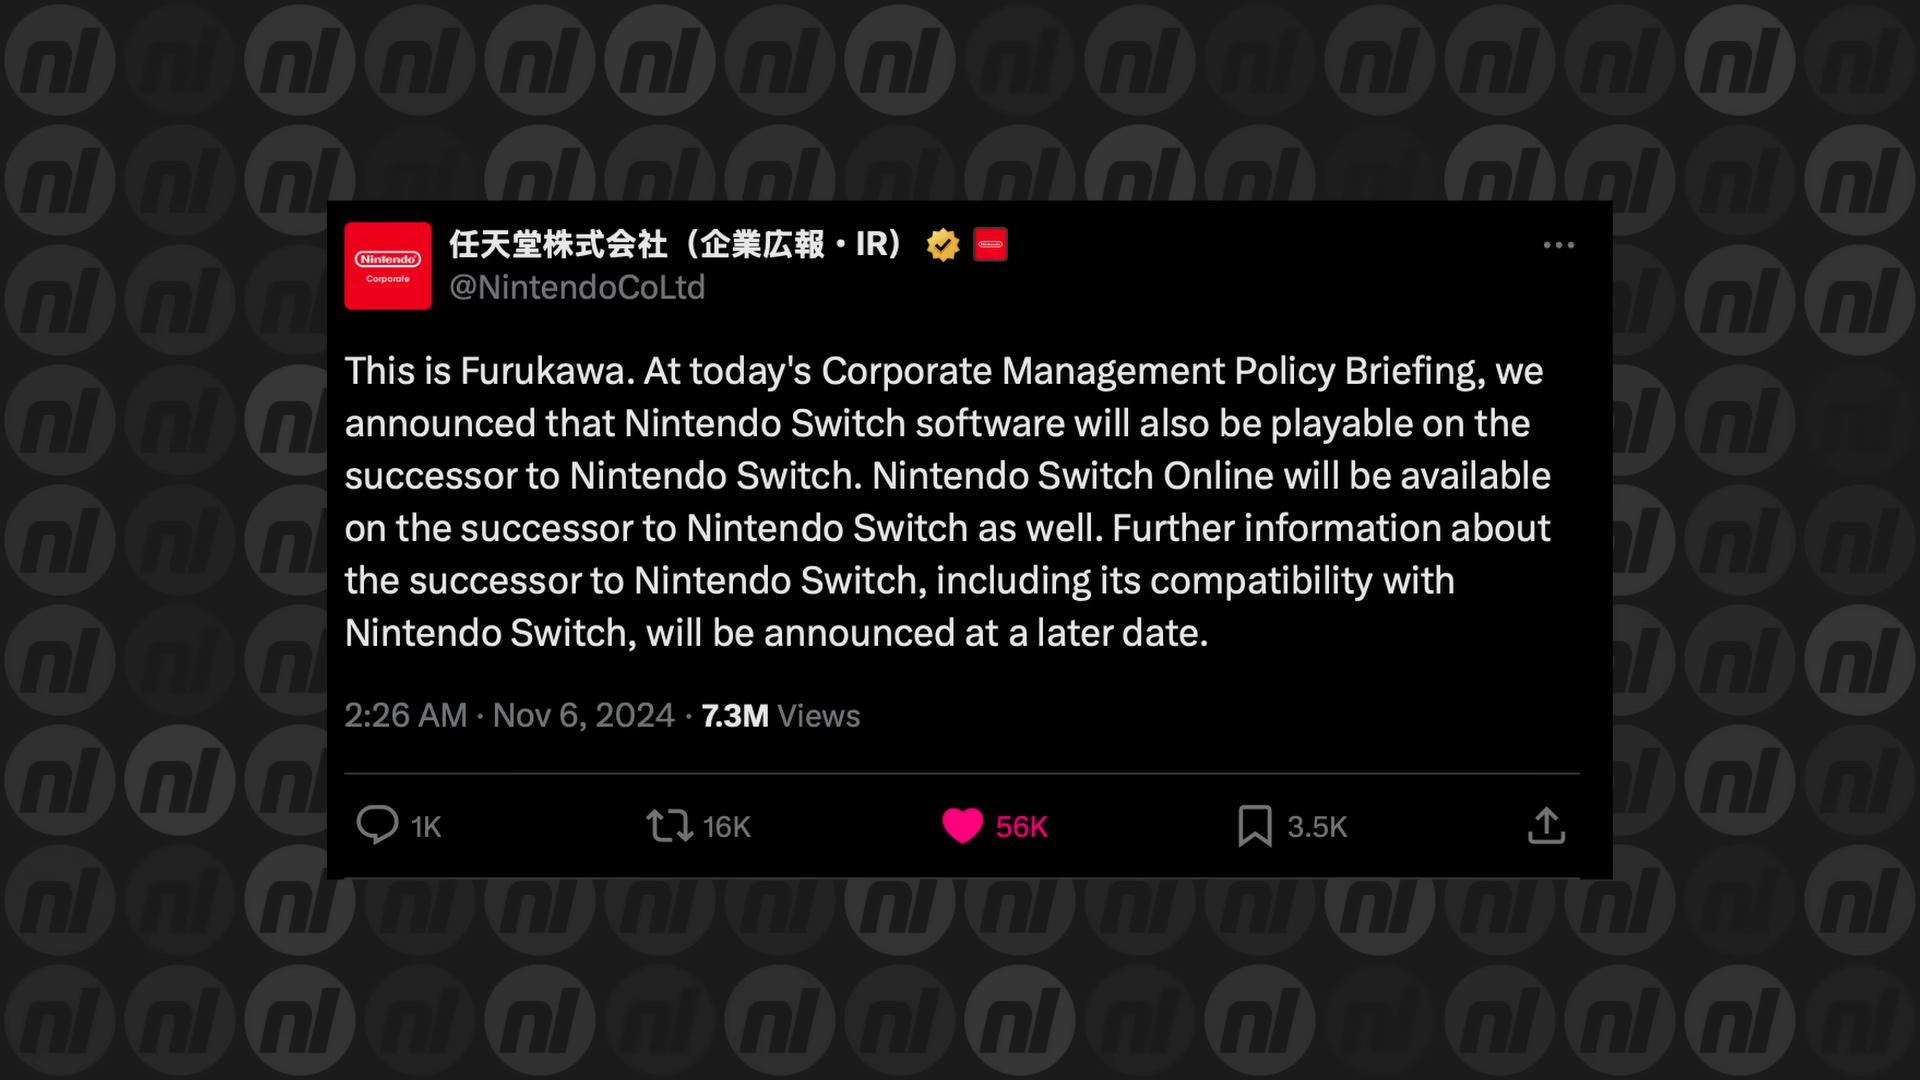 任天堂株式会社（企業広報・IR）
@NintendoCoLtd
Nintendo
Corporate
This is Furukawa. At today's Corporate Management Policy Briefing, we
announced that Nintendo Switch software will also be playable on the
successor to Nintendo Switch. Nintendo Switch Online will be available
on the successor to Nintendo Switch as well. Further information about
the successor to Nintendo Switch, including its compatibility with
Nintendo Switch, will be announced at a later date.
2:26 AM · Nov 6, 2024 · 7.3M Views
1K 16K 56K 3.5K